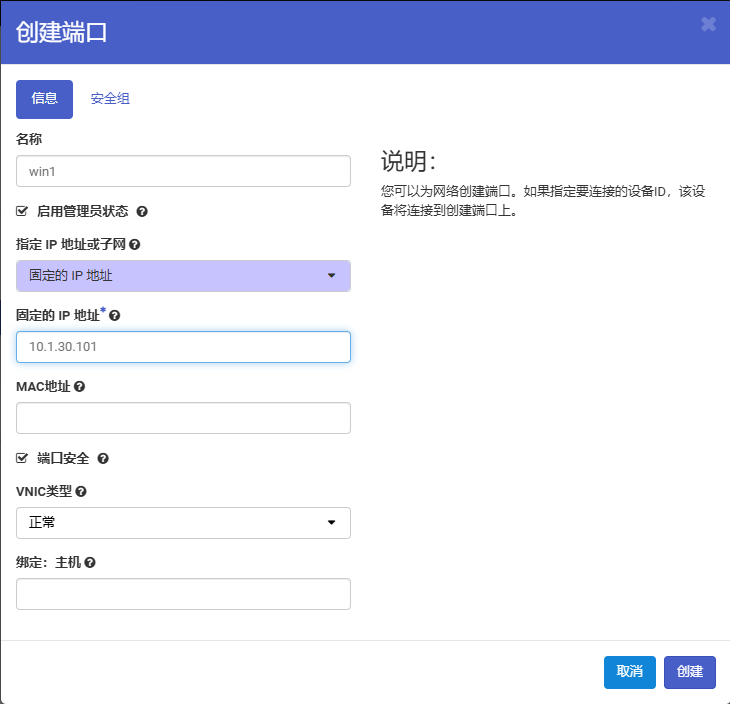 创建端口
信息
安全组
名称
win1
启用管理员状态
指定 IP 地址或子网
固定的 IP 地址
固定的 IP 地址*
10.1.30.101
MAC地址
端口安全
VNIC类型
正常
绑定：主机
说明：
您可以为网络创建端口。如果指定要连接的设备ID，该设
备将连接到创建端口上。
取消
创建